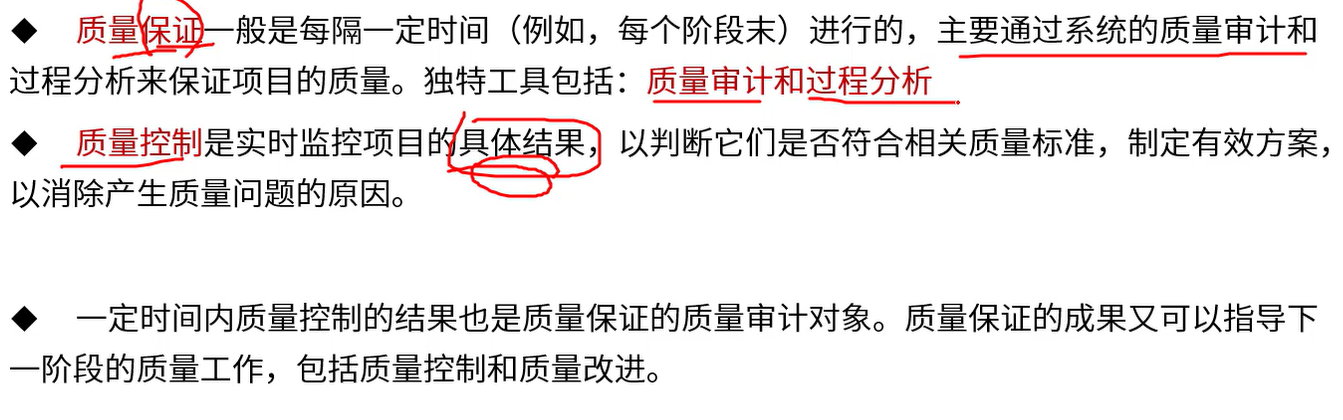 ◆ 质量保证一般是每隔一定时间（例如，每个阶段末）进行的，主要通过系统的质量审计和
过程分析来保证项目的质量。独特工具包括：质量审计和过程分析
◆ 质量控制是实时监控项目的具体结果，以判断它们是否符合相关质量标准，制定有效方案，
以消除产生质量问题的原因。
◆ 一定时间内质量控制的结果也是质量保证的质量审计对象。质量保证的成果又可以指导下
一阶段的质量工作，包括质量控制和质量改进。